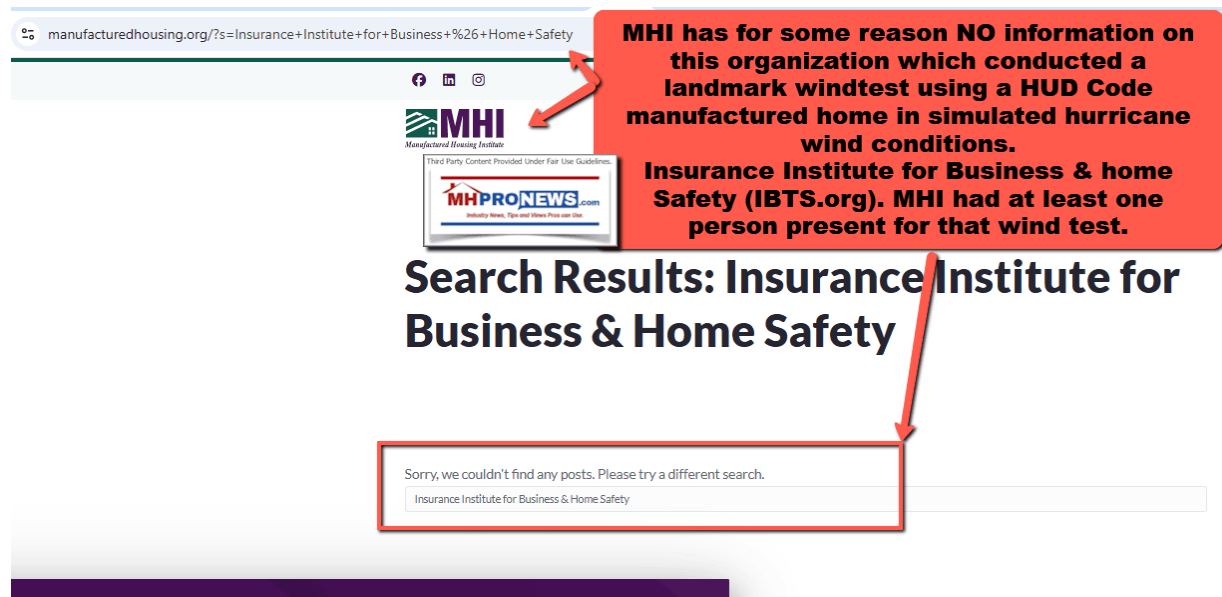 manufacturedhousing.org/?s=Insurance+Institute+for+Business+%26+Home+Safety
MHI has for some reason NO information on
this organization which conducted a
landmark windtest using a HUD Code
manufactured home in simulated hurricane
wind conditions.
Insurance Institute for Business & home
Safety (IBTS.org). MHI had at least one
person present for that wind test.
MHI
Manufactured Housing Institute
Third Party Content Provided Under Fair Use Guidelines.
MHPRONEWS.com
Industry News, Tips and Views Pros can Use.
Search Results: Insurance Institute for
Business & Home Safety
Sorry, we couldn't find any posts. Please try a different search.
Insurance Institute for Business & Home Safety